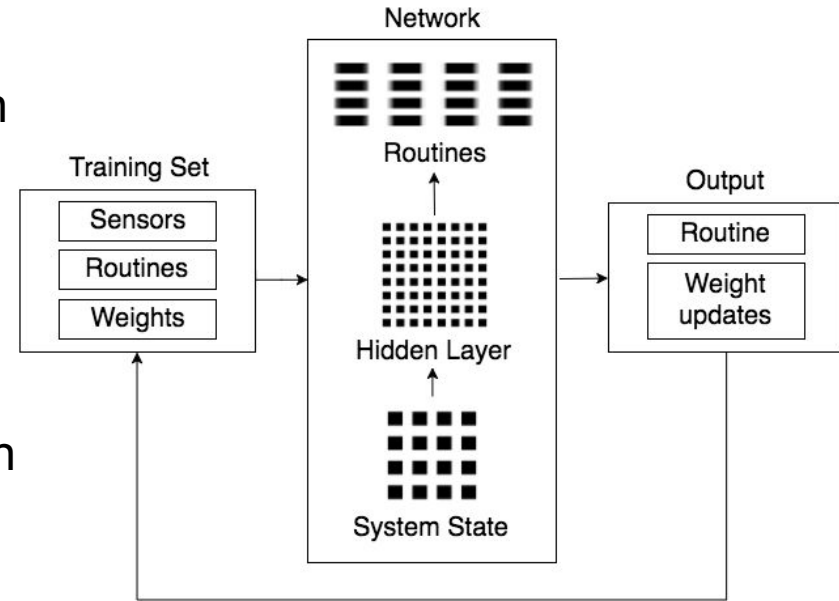 Network
n
Routines
Training Set
Sensors
Routines
Weights
Output
Routine
Weight
updates
Hidden Layer
n
System State